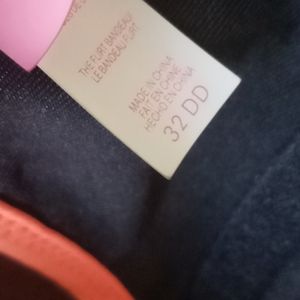 THE FLIRT BANDEAU
LE BANDEAU FLIRT
MADE IN CHINA
FAIT EN CHINE
HECHO EN CHINA
32 DD